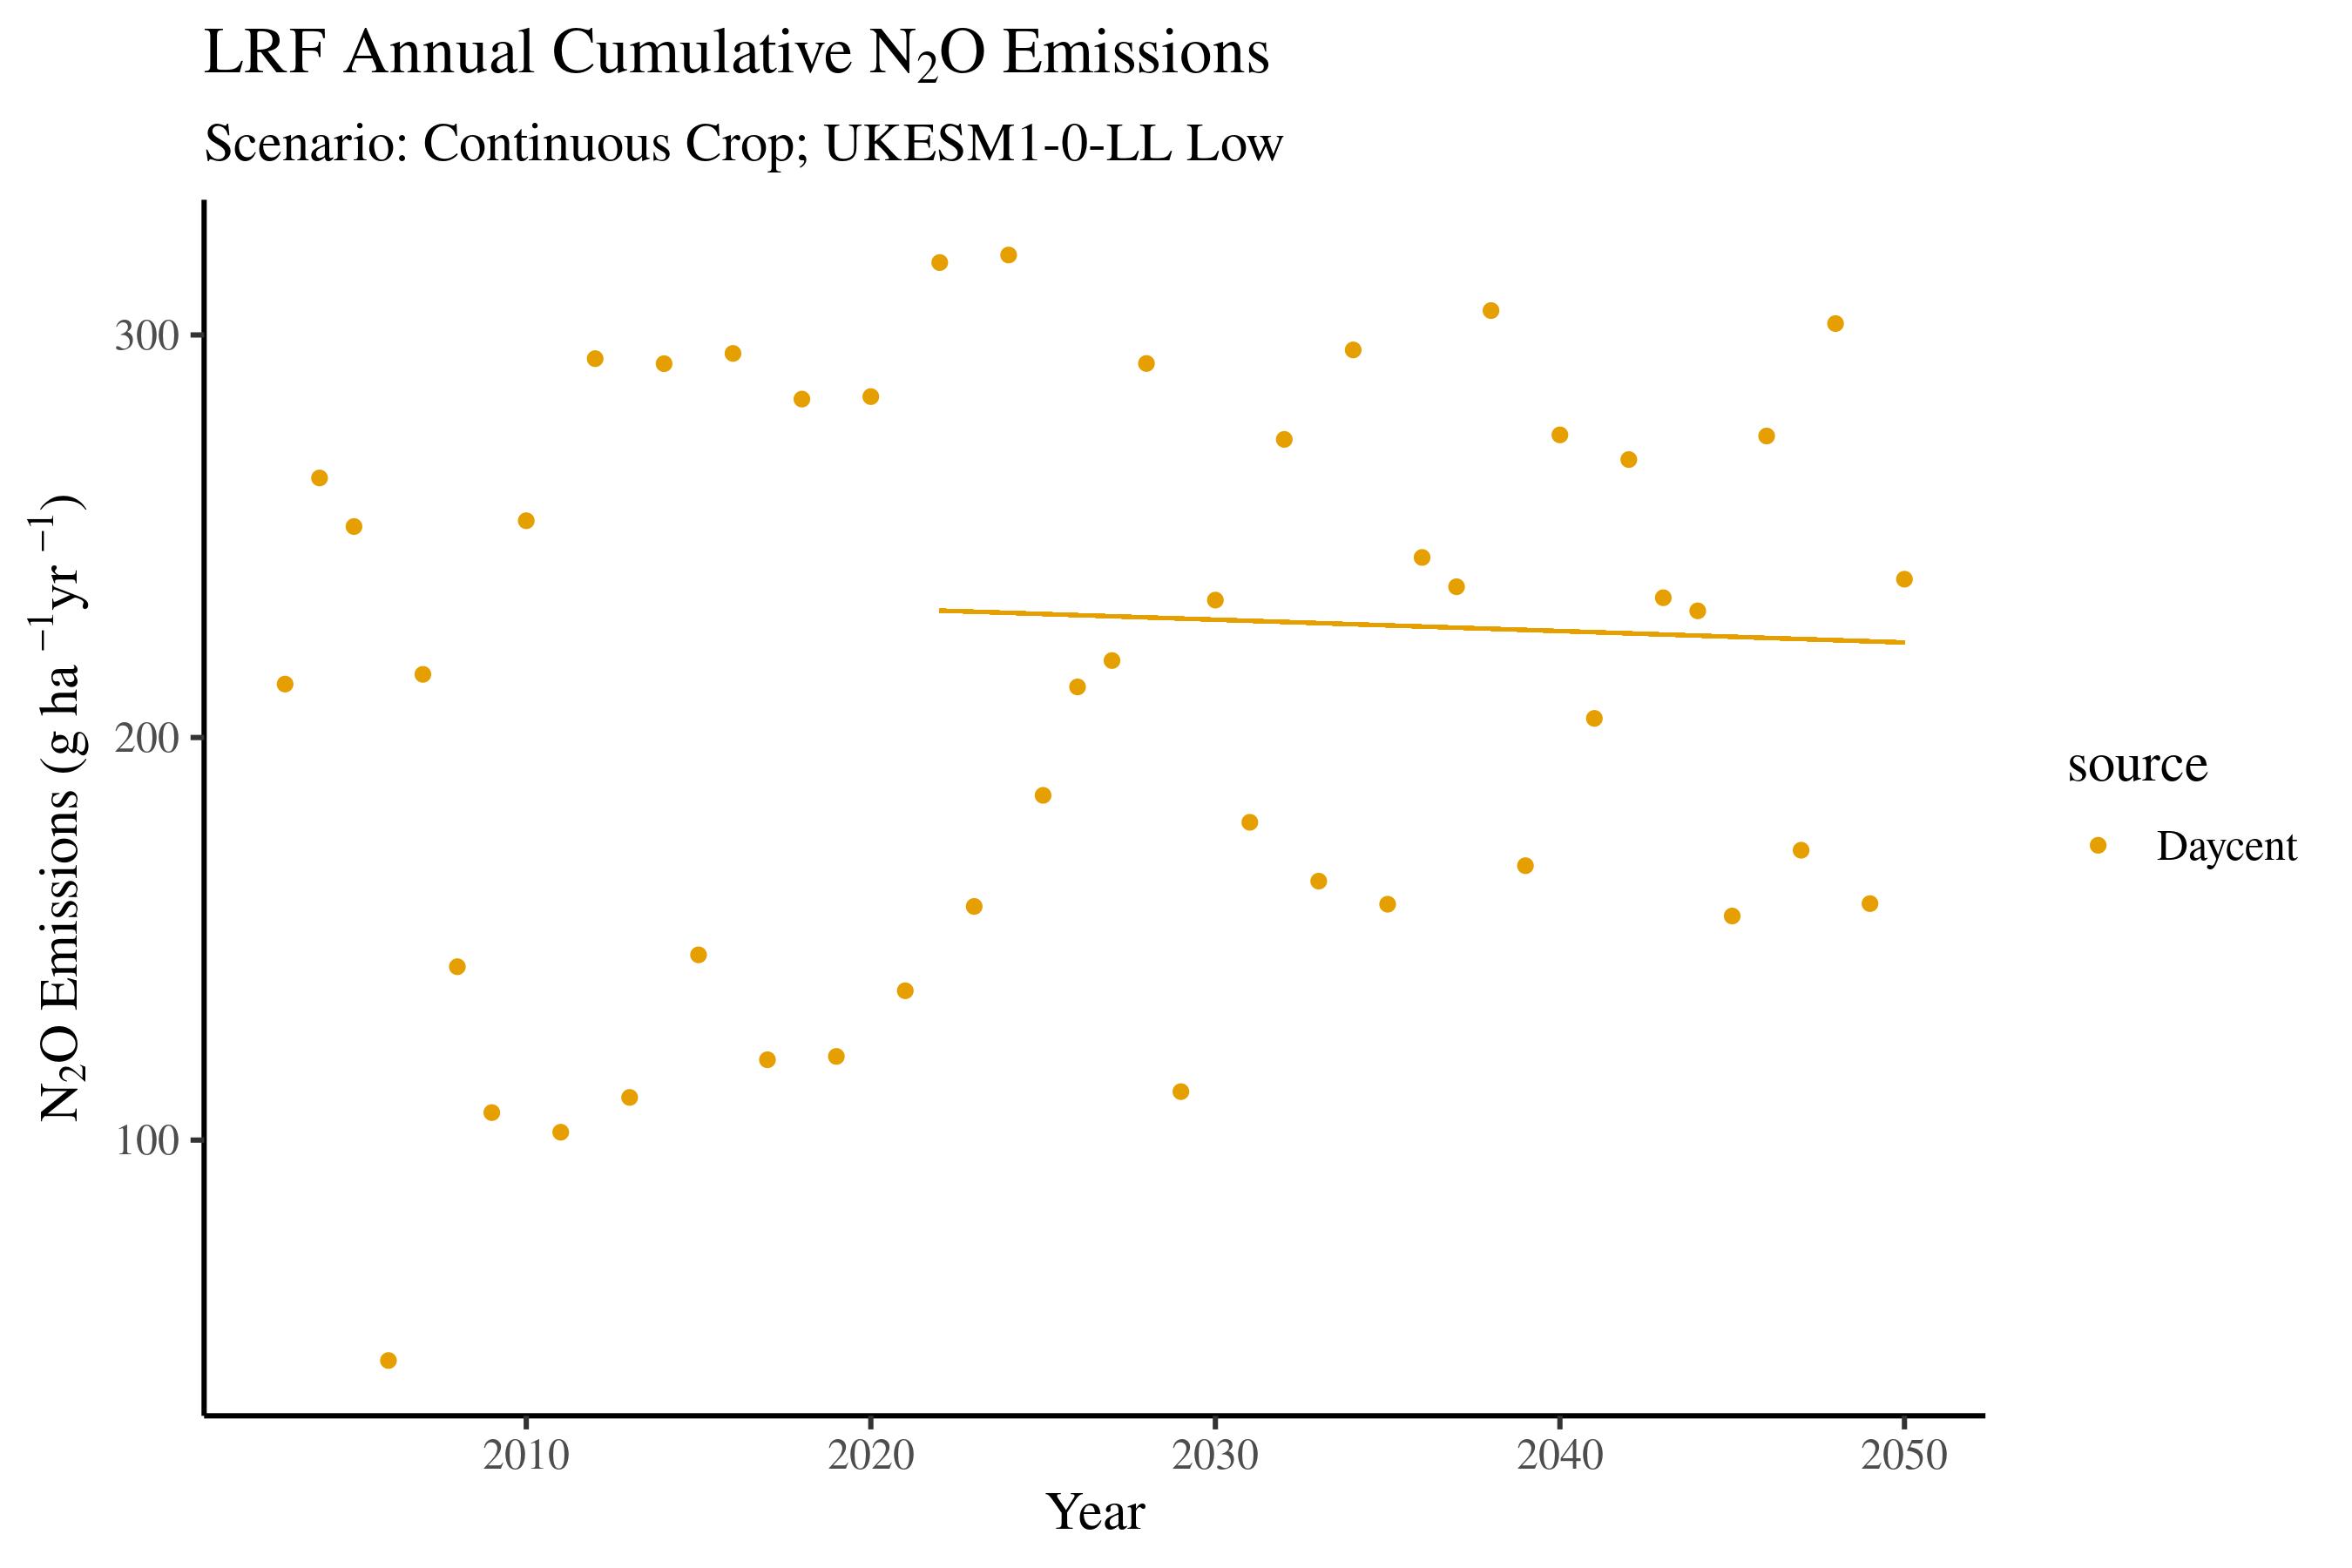 LRF Annual Cumulative N₂O Emissions
Scenario: Continuous Crop; UKESM1-0-LL Low
N₂O Emissions (g ha⁻¹yr⁻¹)
300
200
100
2010 2020 2030 2040 2050
Year
source
Daycent